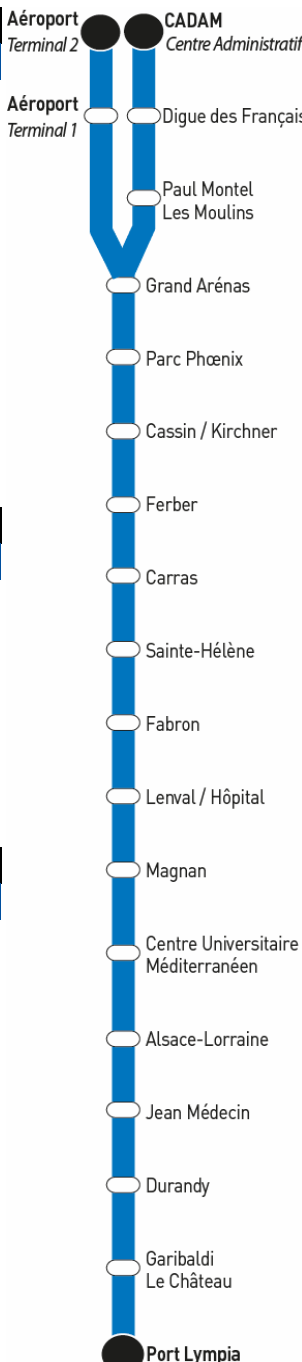 Aéroport
Terminal 2
CADAM
Centre Administratif
Aéroport
Terminal 1
Digue des Français
Paul Montel
Les Moulins
Grand Arénas
Parc Phœnix
Cassin / Kirchner
Ferber
Carras
Sainte-Hélène
Fabron
Lenval / Hôpital
Magnan
Centre Universitaire
Méditerranéen
Alsace-Lorraine
Jean Médecin
Durandy
Garibaldi
Le Château
Port Lympia